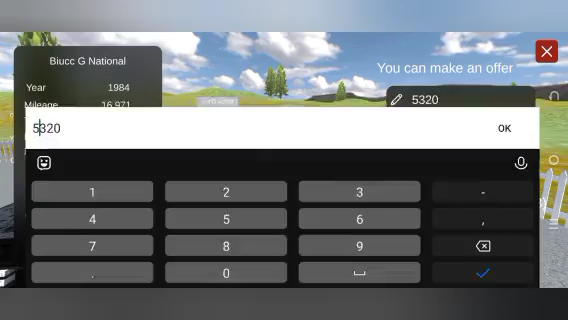 Biucc G National
You can make an offer
Year 1984
5320
Mileage 16,971
5320
OK
1 2 3 -
4 5 6 ,
7 8 9
. 0